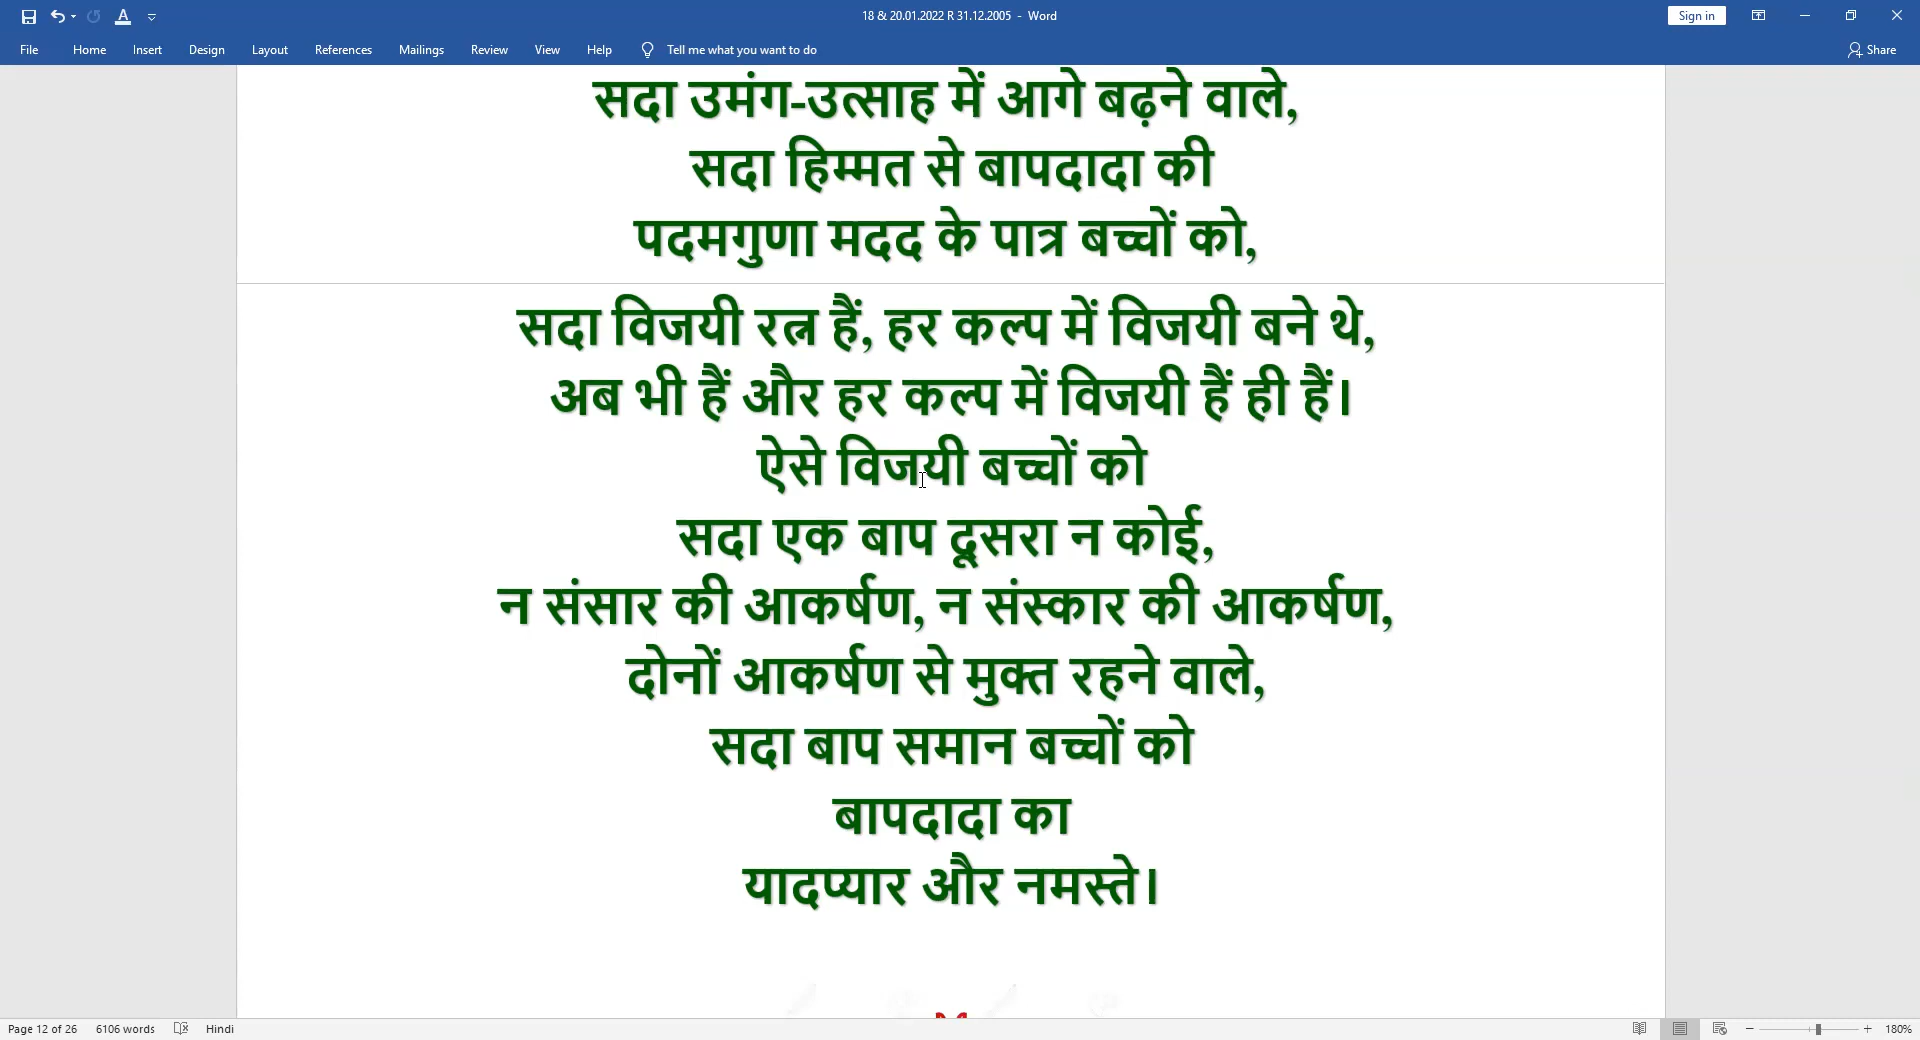 18 & 20.01.2022 R 31.12.2005 - Word
Sign in
File Home Insert Design Layout References Mailings Review View Help Tell me what you want to do Share
सदा उमंग-उत्साह में आगे बढ़ने वाले,
सदा हिम्मत से बापदादा की
पदमगुणा मदद के पात्र बच्चों को,
सदा विजयी रत्न हैं, हर कल्प में विजयी बने थे,
अब भी हैं और हर कल्प में विजयी हैं ही हैं।
ऐसे विजयी बच्चों को
सदा एक बाप दूसरा न कोई,
न संसार की आकर्षण, न संस्कार की आकर्षण,
दोनों आकर्षण से मुक्त रहने वाले,
सदा बाप समान बच्चों को
बापदादा का
यादप्यार और नमस्ते।
Page 12 of 26 6106 words Hindi 180%